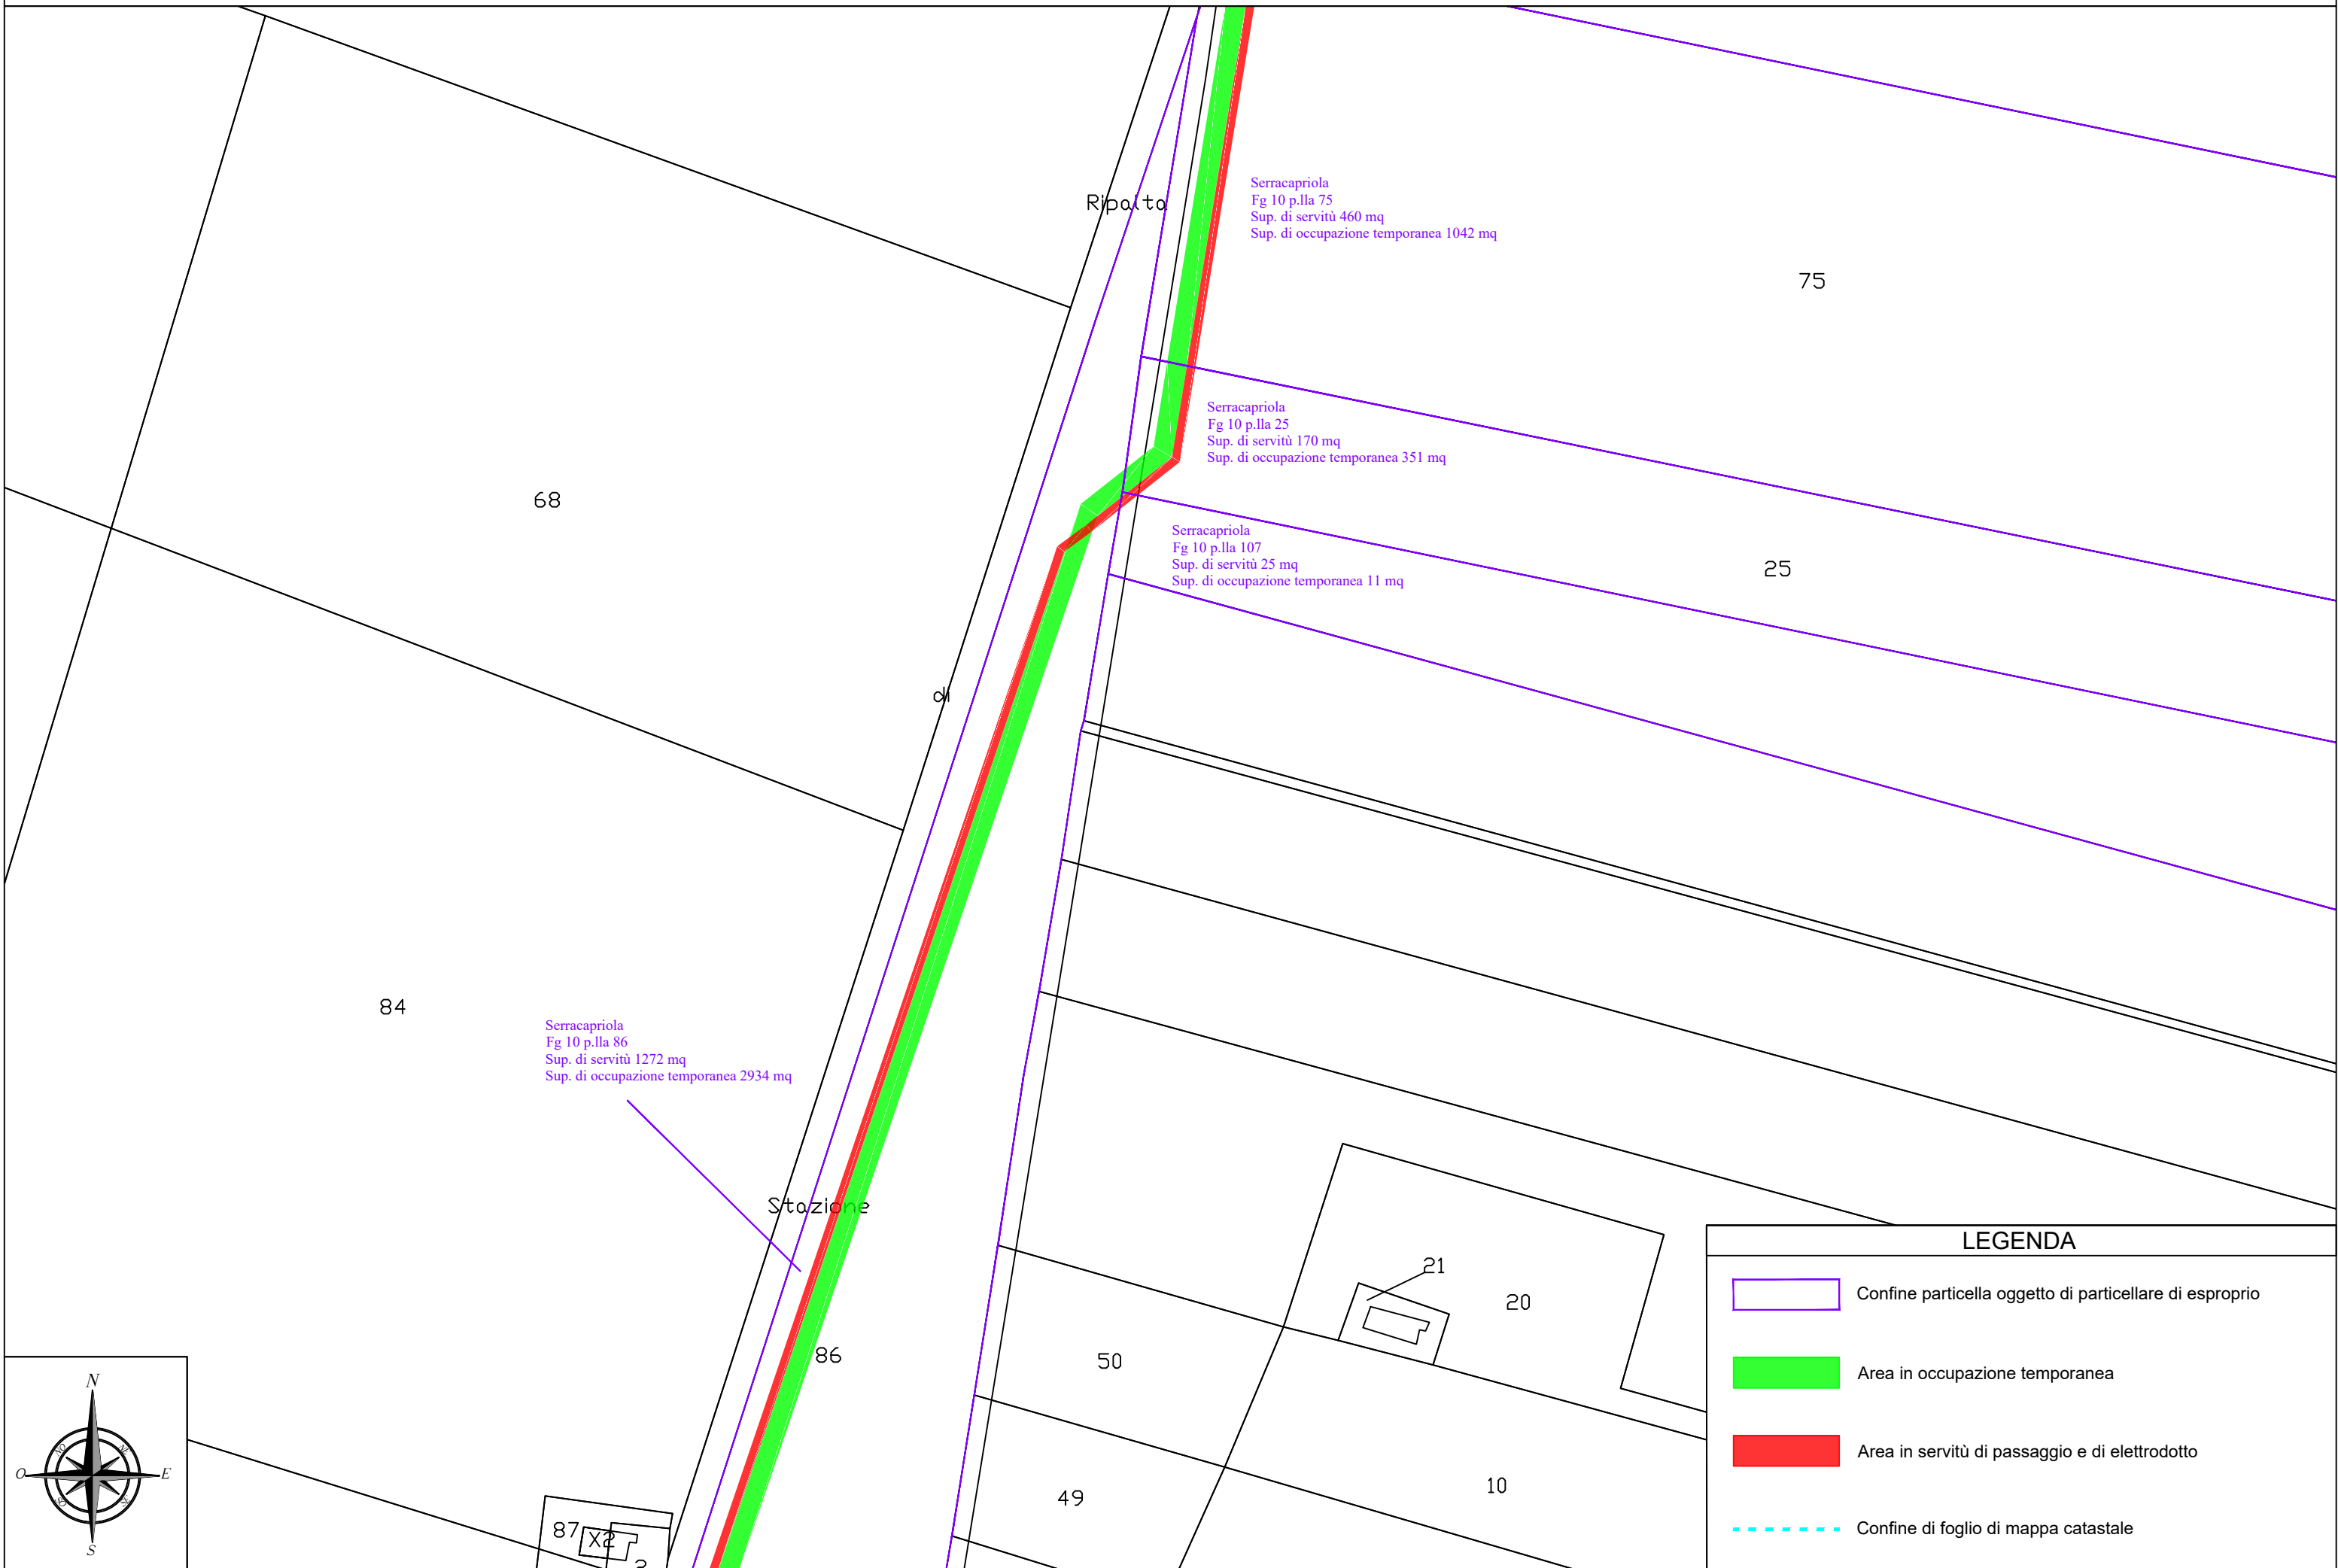 Serracapriola
Fg 10 p.lla 75
Sup. di servitù 460 mq
Sup. di occupazione temporanea 1042 mq
Ripalta
75
Serracapriola
Fg 10 p.lla 25
Sup. di servitù 170 mq
Sup. di occupazione temporanea 351 mq
68
Serracapriola
Fg 10 p.lla 107
Sup. di servitù 25 mq
Sup. di occupazione temporanea 11 mq
25
di
84
Serracapriola
Fg 10 p.lla 86
Sup. di servitù 1272 mq
Sup. di occupazione temporanea 2934 mq
Stazione
21
20
86
50
49
10
87
X2
LEGENDA
Confine particella oggetto di particellare di esproprio
Area in occupazione temporanea
Area in servitù di passaggio e di elettrodotto
Confine di foglio di mappa catastale
N
O
E
S